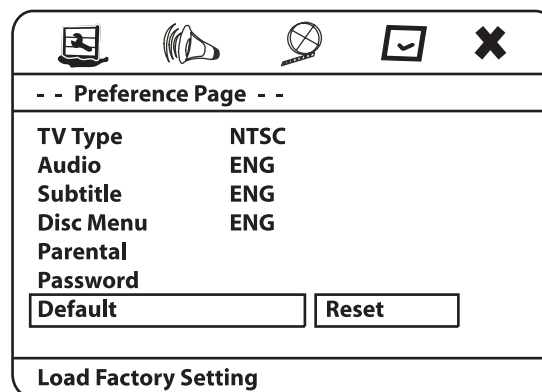 - - Preference Page - -
TV Type NTSC
Audio ENG
Subtitle ENG
Disc Menu ENG
Parental
Password
Default Reset
Load Factory Setting